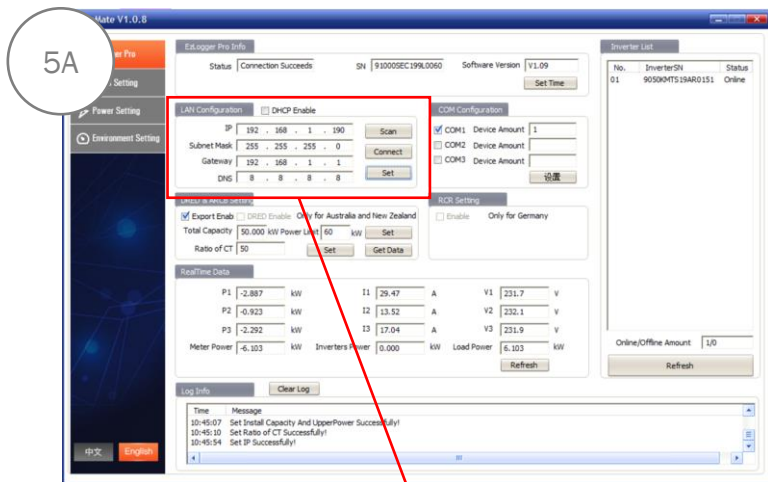 Mate V1.0.8
5A
er Pro
Setting
Power Setting
Environment Setting
中文 English
EzLogger Pro Info
Status Connection Succeeds SN 91000SEC199L0060 Software Version V1.09
Set Time
LAN Configuration DHCP Enable
IP 192 . 168 . 1 . 190 Scan
Subnet Mask 255 . 255 . 255 . 0 Connect
Gateway 192 . 168 . 1 . 1
DNS 8 . 8 . 8 . 8 Set
COM Configuration
COM1 Device Amount 1
COM2 Device Amount
COM3 Device Amount
设置
Setting
Export Enab DRED Enable Only for Australia and New Zealand
Total Capacity 50.000 kW Power Limit 60 kW Set
Ratio of CT 50 Set Get Data
RCR Setting
Enable Only for Germany
RealTime Data
P1 -2.887 kW I1 29.47 A V1 231.7 V
P2 -0.923 kW I2 13.52 A V2 232.1 V
P3 -2.292 kW I3 17.04 A V3 231.9 V
Meter Power -6.103 kW Inverters Power 0.000 kW Load Power 6.103 kW
Refresh
Log Info Clear Log
Time Message
10:45:07 Set Install Capacity And UpperPower Successfully!
10:45:10 Set Ratio of CT Successfully!
10:45:54 Set IP Successfully!
Inverter List
No. InverterSN Status
01 9050KMTS19AR0151 Online
Online/Offline Amount 1/0
Refresh